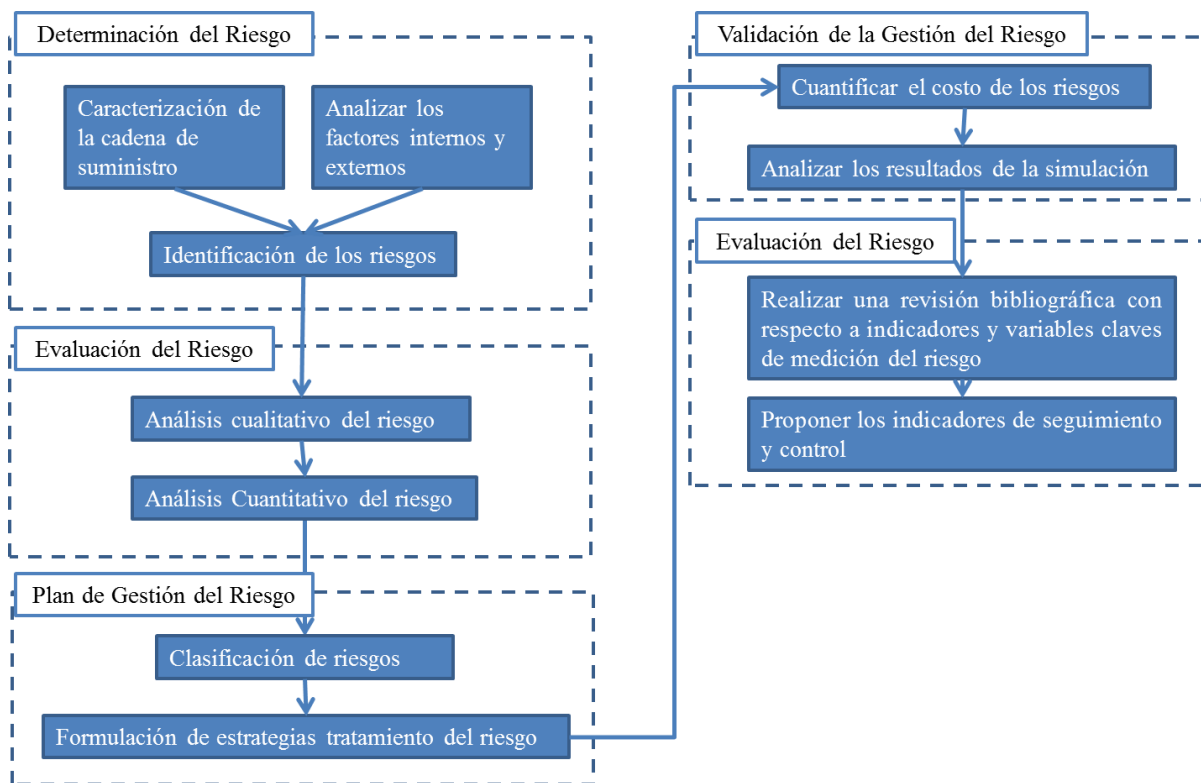 Determinación del Riesgo
Caracterización de
la cadena de
suministro
Analizar los
factores internos y
externos
Identificación de los riesgos
Evaluación del Riesgo
Análisis cualitativo del riesgo
Análisis Cuantitativo del riesgo
Plan de Gestión del Riesgo
Clasificación de riesgos
Formulación de estrategias tratamiento del riesgo
Validación de la Gestión del Riesgo
Cuantificar el costo de los riesgos
Analizar los resultados de la simulación
Evaluación del Riesgo
Realizar una revisión bibliográfica con
respecto a indicadores y variables claves
de medición del riesgo
Proponer los indicadores de seguimiento
y control